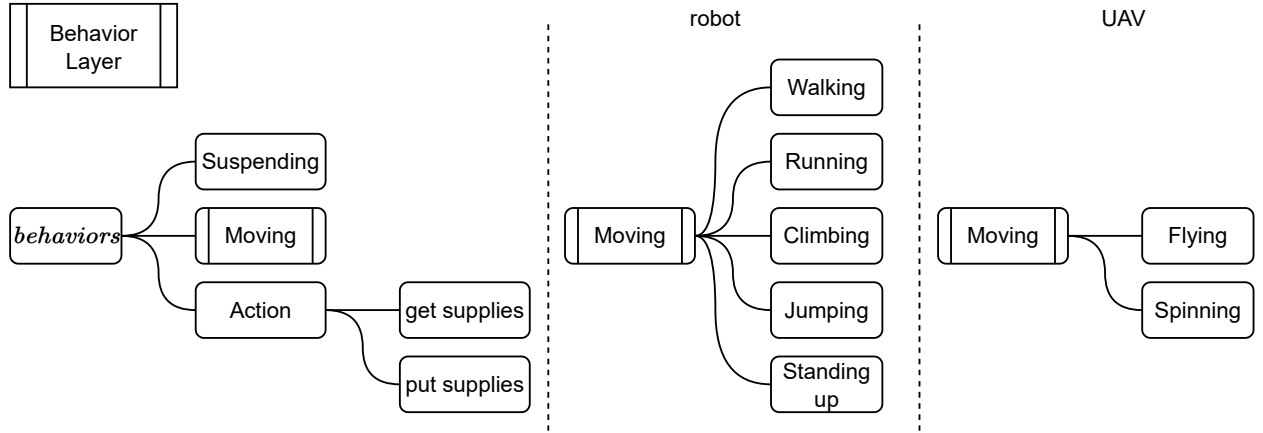 Behavior
Layer
behaviors
Suspending
Moving
Action
get supplies
put supplies
robot
Moving
Walking
Running
Climbing
Jumping
Standing
up
UAV
Moving
Flying
Spinning